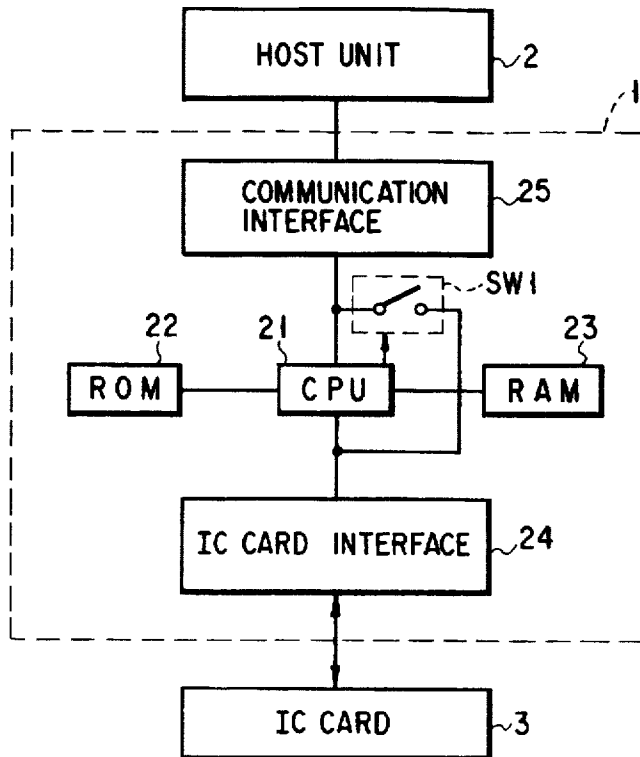 HOST UNIT
2
1
COMMUNICATION
INTERFACE
25
SW1
22
21
23
ROM
CPU
RAM
IC CARD INTERFACE
24
IC CARD
3